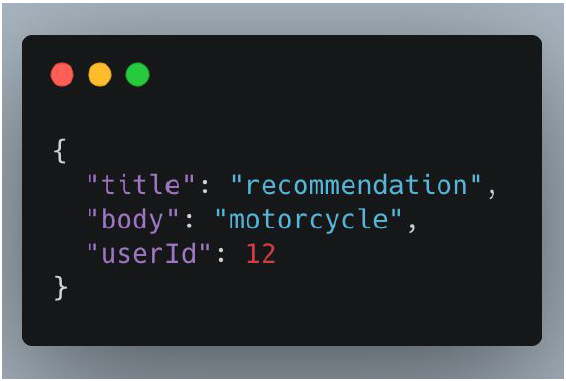 {
"title": "recommendation",
"body": "motorcycle",
"userId": 12
}